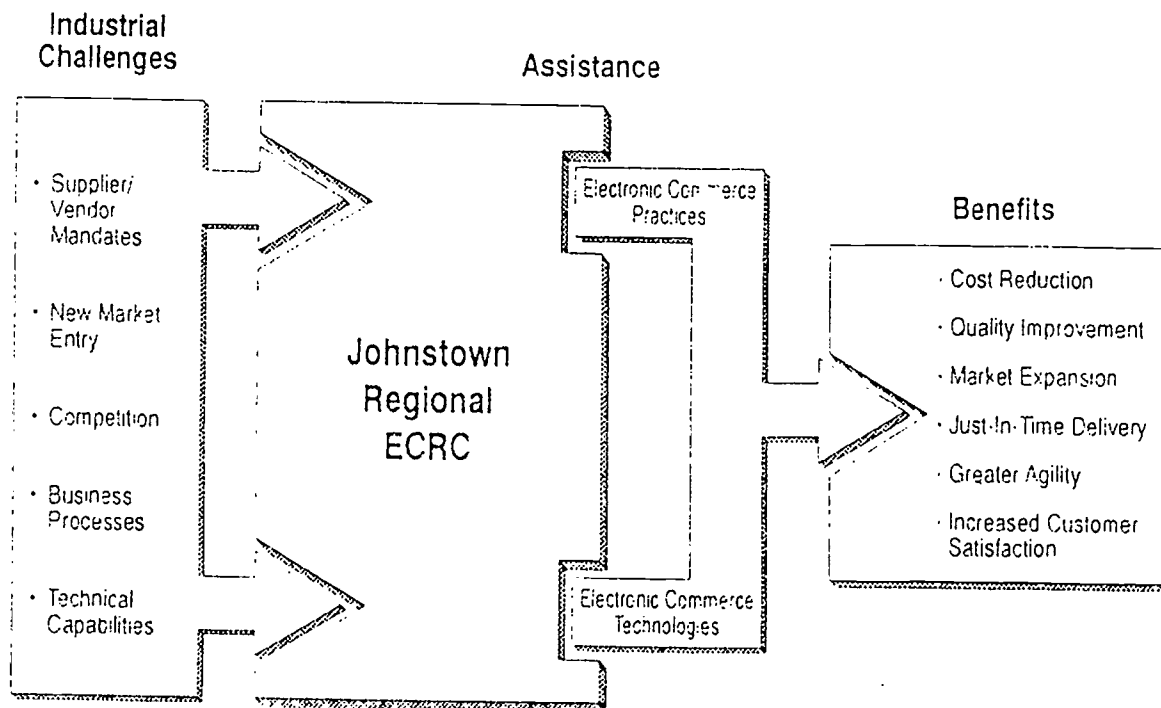 Industrial
Challenges
Assistance
• Supplier/
Vendor
Mandates
• New Market
Entry
• Competition
• Business
Processes
• Technical
Capabilities
Johnstown
Regional
ECRC
Electronic Commerce
Practices
Electronic Commerce
Technologies
Benefits
· Cost Reduction
· Quality Improvement
· Market Expansion
· Just-In-Time Delivery
· Greater Agility
· Increased Customer
Satisfaction